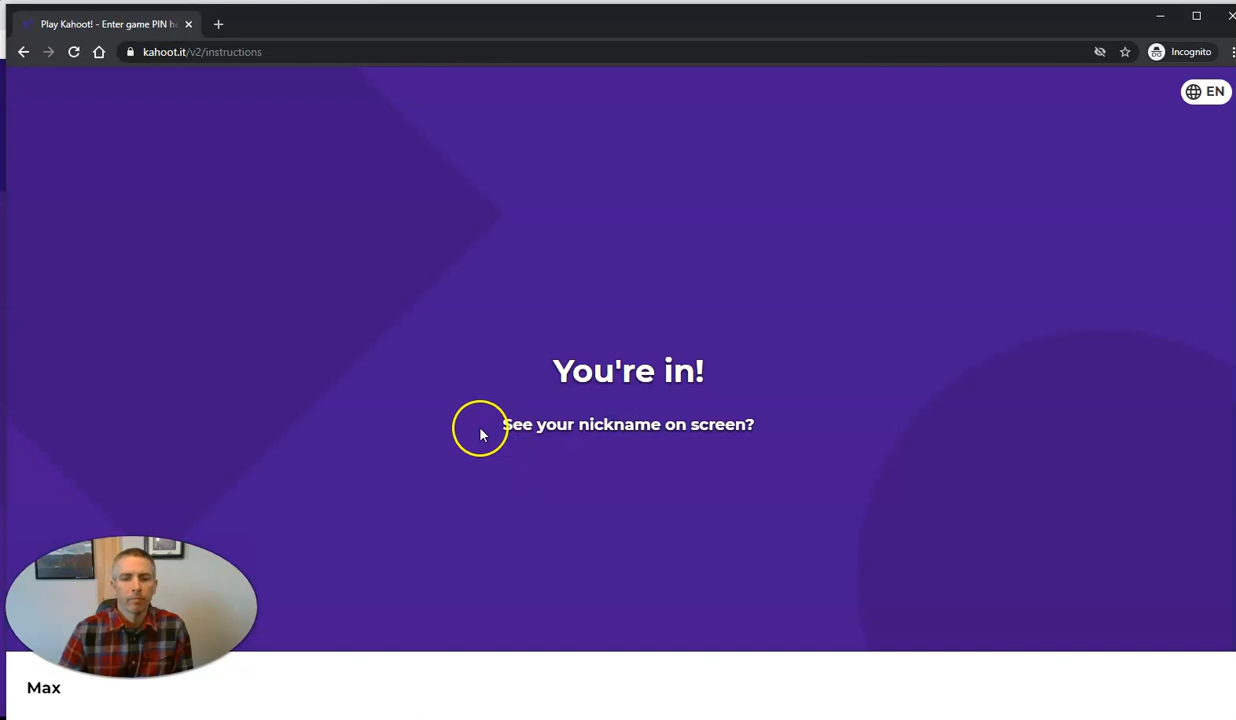 Play Kahoot! - Enter game PIN h
kahoot.it/v2/instructions
Incognito
EN
You're in!
See your nickname on screen?
Max